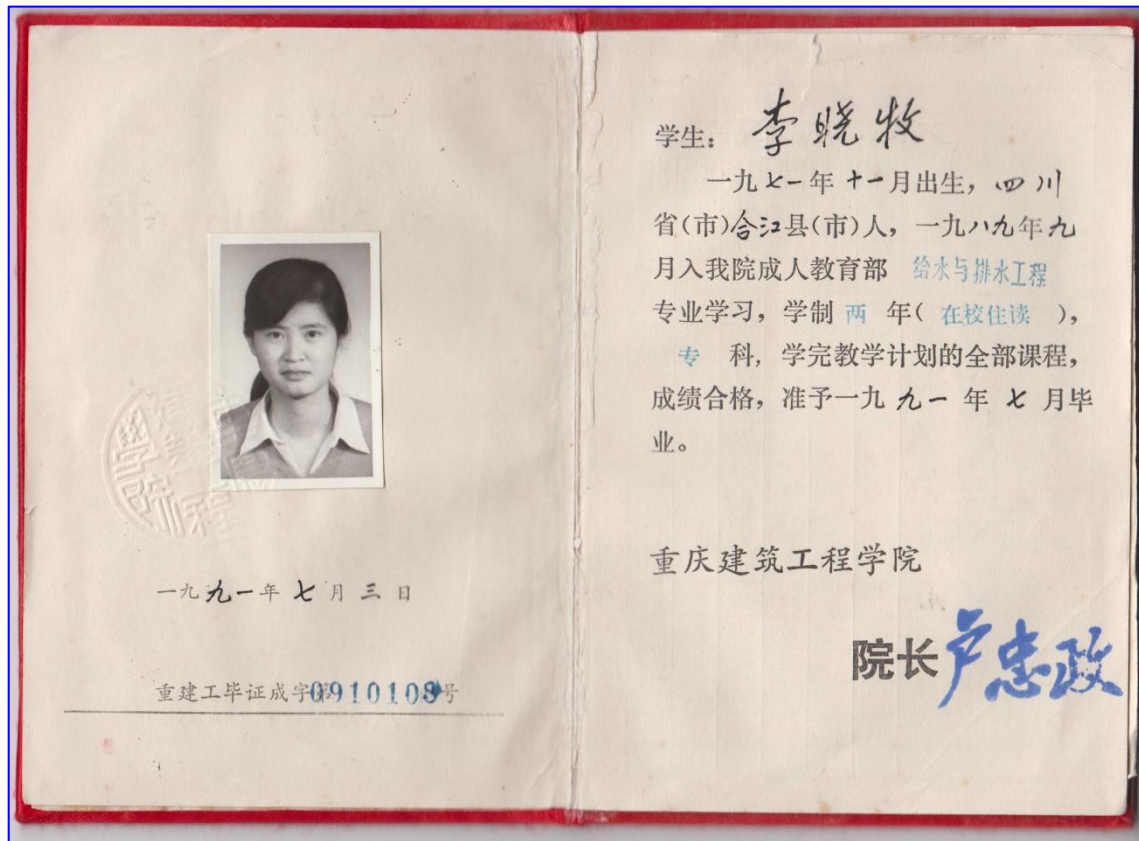 一九九一年七月三日
重建工毕证成字第0910108号
学生：李晓牧
一九七一年十一月出生，四川
省(市)合江县(市)人，一九八九年九
月入我院成人教育部 给水与排水工程
专业学习，学制 两 年( 在校住读 )，
专 科，学完教学计划的全部课程，
成绩合格，准予一九九一年七月毕
业。
重庆建筑工程学院
院长卢忠政